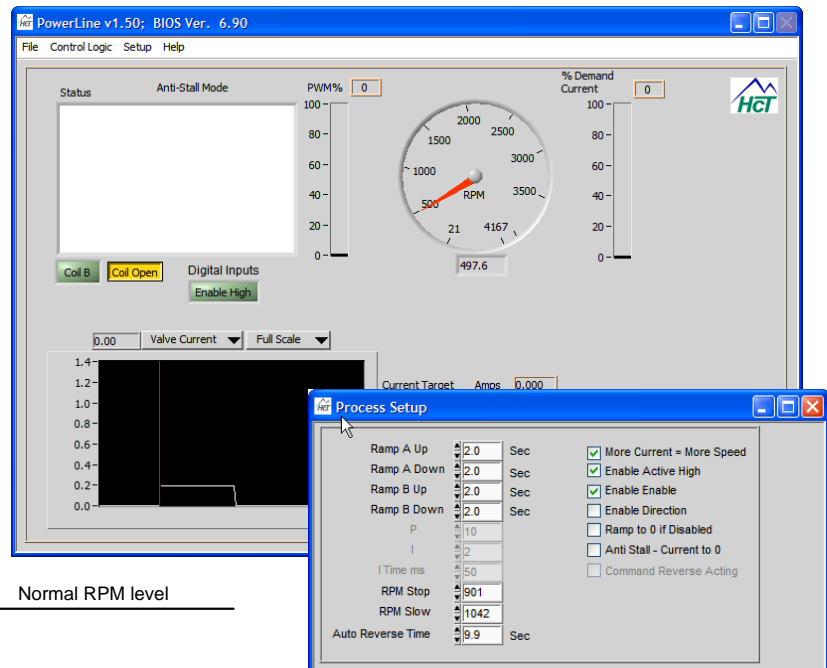 PowerLine v1.50; BIOS Ver. 6.90
File Control Logic Setup Help
Status Anti-Stall Mode PWM% 0 % Demand Current 0
HCT
100
80
60
40
20
0
2000
1500 2500
1000 3000
500 RPM 3500
21 4167
497.6
100
80
60
40
20
0
Coil B Coil Open Digital Inputs
Enable High
0.00 Valve Current Full Scale
1.4
1.2
1.0
0.8
0.6
0.4
0.2
0.0
Current Target Amps 0.000
Process Setup
Ramp A Up 2.0 Sec
Ramp A Down 2.0 Sec
Ramp B Up 2.0 Sec
Ramp B Down 2.0 Sec
P 10
I 2
I Time ms 50
RPM Stop 901
RPM Slow 1042
Auto Reverse Time 9.9 Sec
More Current = More Speed
Enable Active High
Enable Enable
Enable Direction
Ramp to 0 if Disabled
Anti Stall - Current to 0
Command Reverse Acting
Normal RPM level